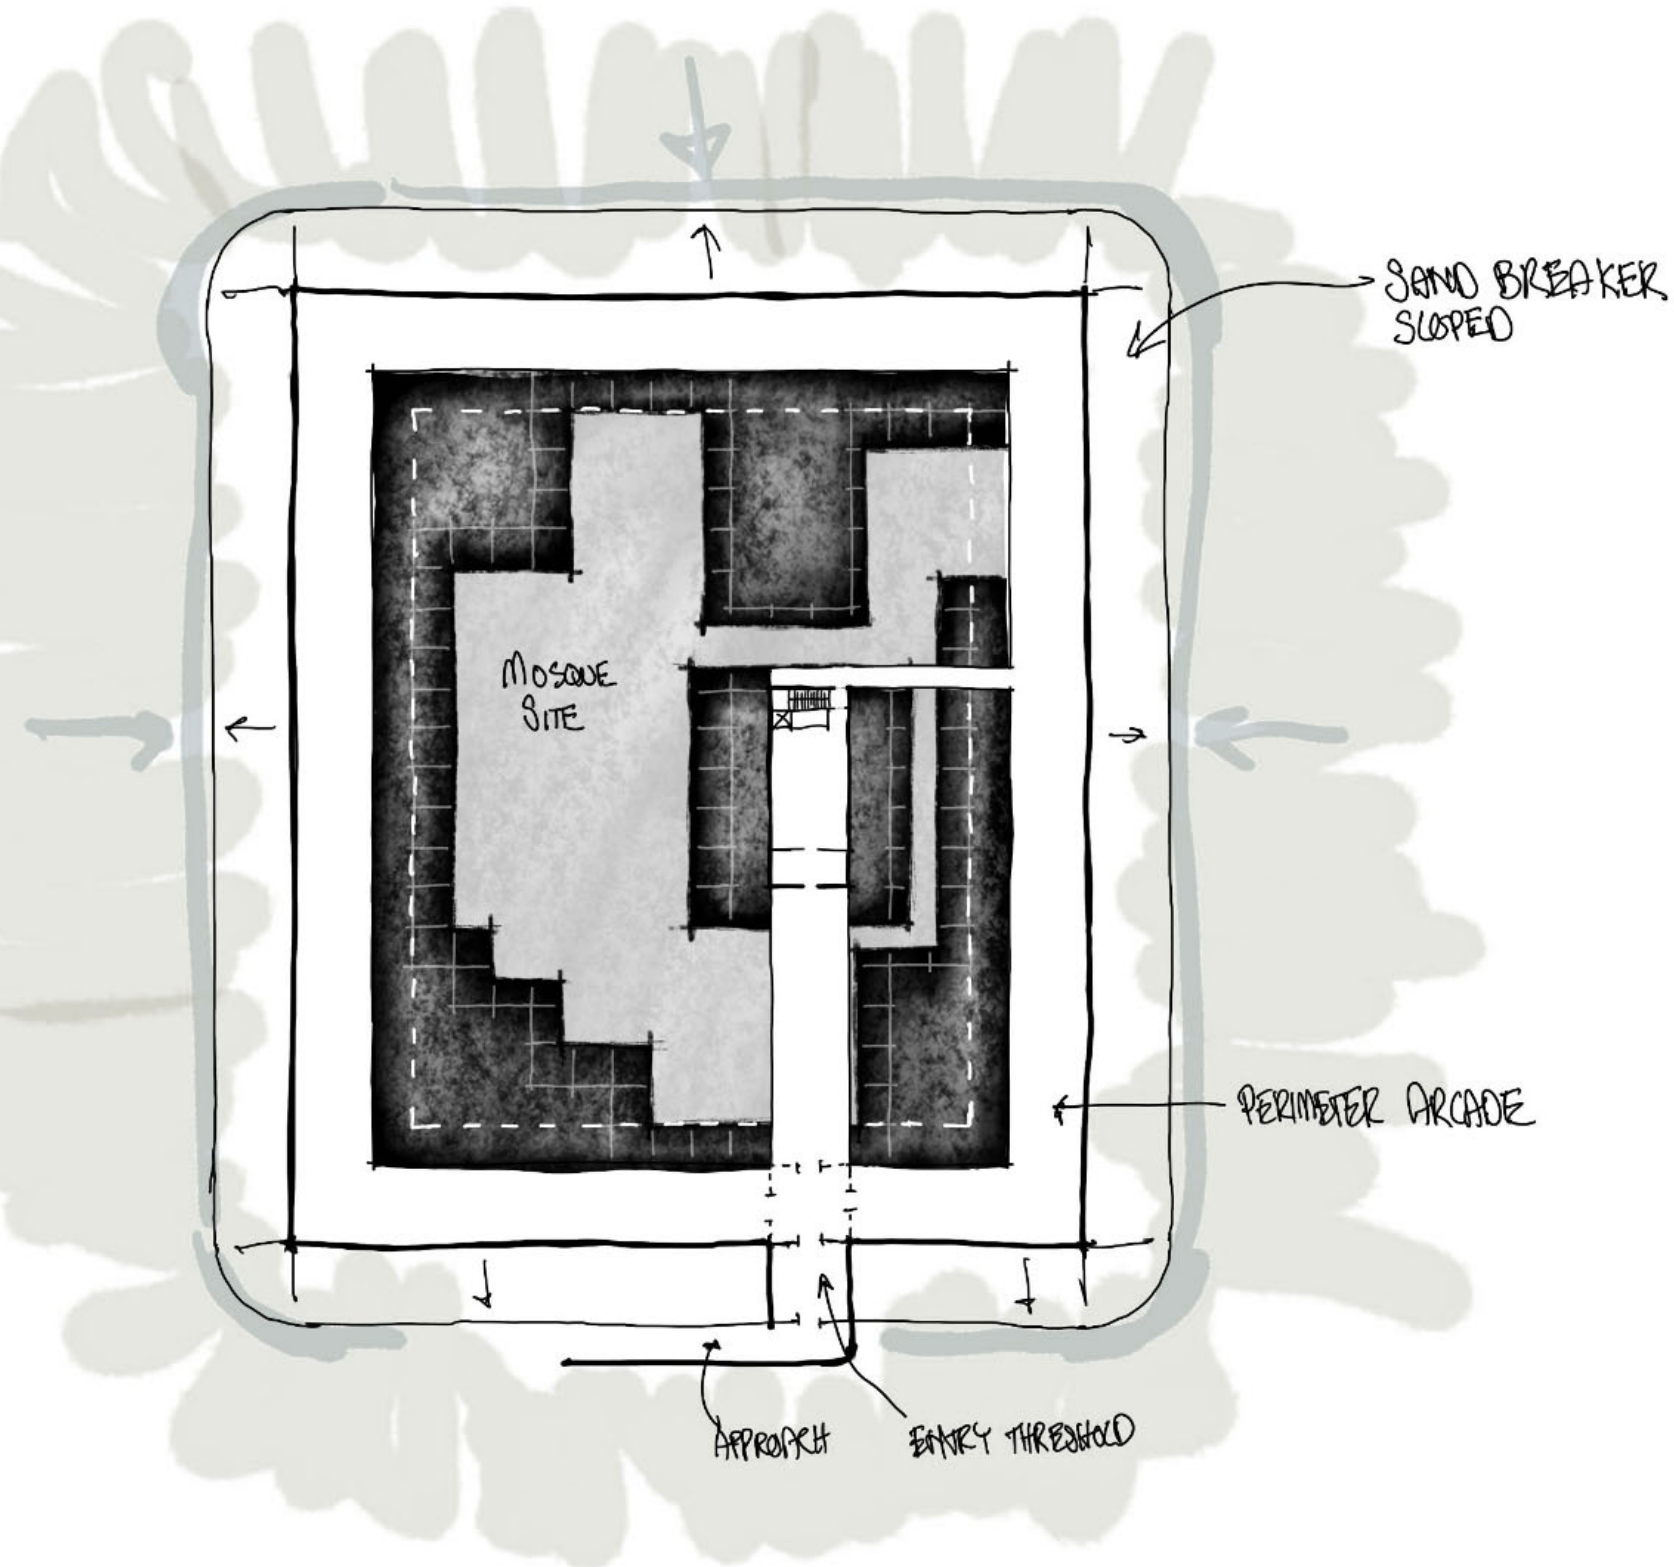 SAND BREAKER
SLOPED
MOSQUE
SITE
PERIMETER ARCADE
APPROACH
ENTRY THRESHOLD